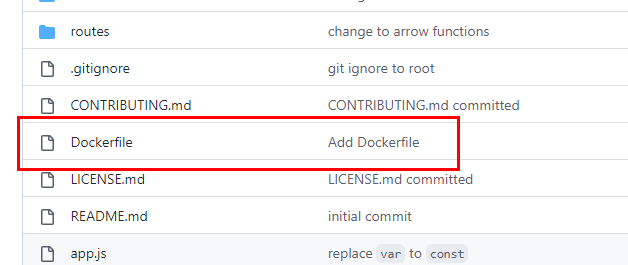 routes change to arrow functions
.gitignore git ignore to root
CONTRIBUTING.md CONTRIBUTING.md committed
Dockerfile Add Dockerfile
LICENSE.md LICENSE.md committed
README.md initial commit
app.js replace var to const